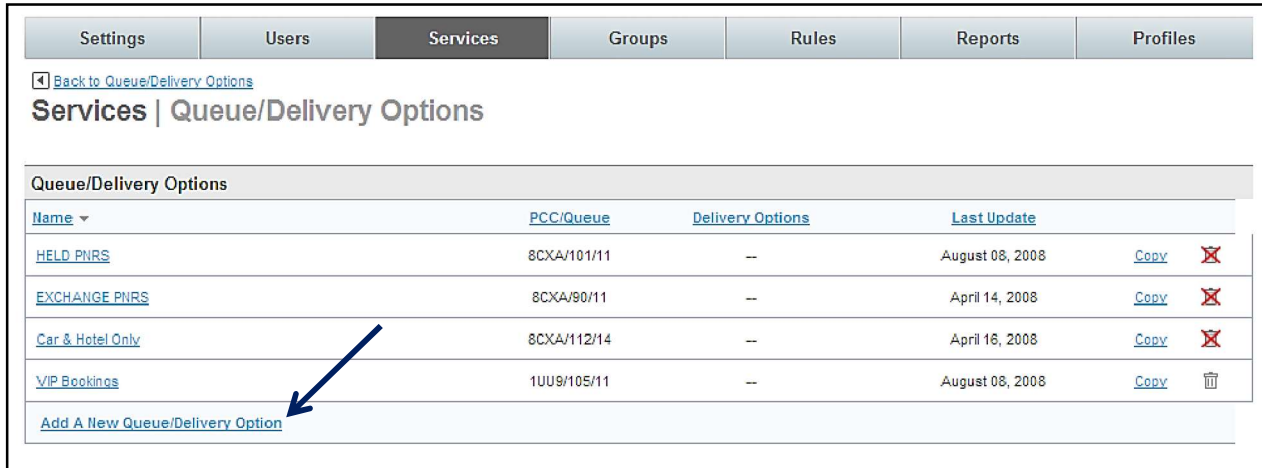 Settings Users Services Groups Rules Reports Profiles
Back to Queue/Delivery Options
Services | Queue/Delivery Options
Queue/Delivery Options
Name PCC/Queue Delivery Options Last Update
HELD PNRS 8CXA/101/11 -- August 08, 2008 Copy
EXCHANGE PNRS 8CXA/90/11 -- April 14, 2008 Copy
Car & Hotel Only 8CXA/112/14 -- April 16, 2008 Copy
VIP Bookings 1UU9/105/11 -- August 08, 2008 Copy
Add A New Queue/Delivery Option